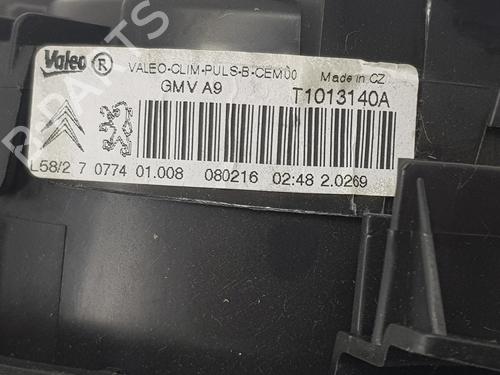 Valeo ® VALEO-CLIM-PULS-B-CEM00 Made in CZ
GMV A9 T1013140A
L58/2 7 0774 01.008 080216 02:48 2.0269
B PARTS